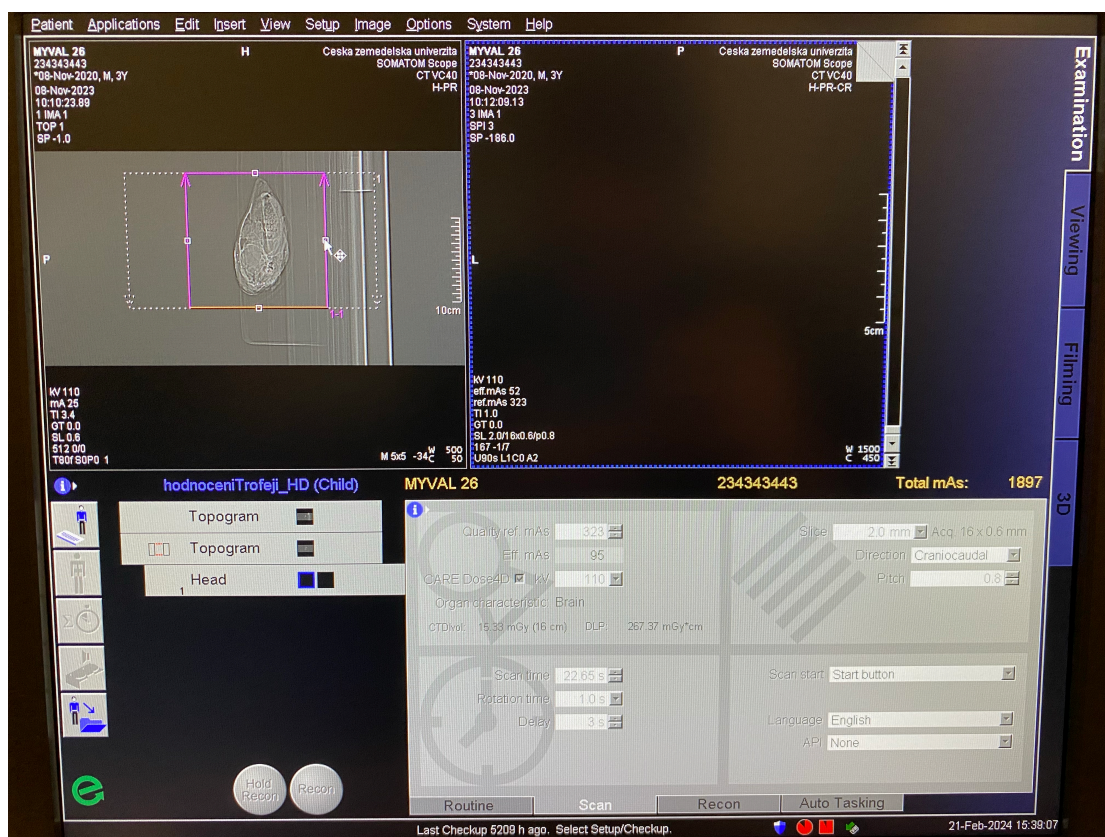 Patient Applications Edit Insert View Setup Image Options System Help
MYVAL 26
234343443
*08-Nov-2020, M, 3Y
08-Nov-2023
10:10:23.89
1 IMA 1
TOP 1
SP -1.0
H
Ceska zemedelska univerzita
SOMATOM Scope
CT VC40
H-PR
P
1
1-1
10cm
kV 110
mA 25
TI 3.4
GT 0.0
SL 0.6
512 0/0
T80f S0P0 1
M 5x5 -34
W 500
C 50
MYVAL 26
234343443
*08-Nov-2020, M, 3Y
08-Nov-2023
10:12:09.13
3 IMA 1
SPI 3
SP -186.0
P
Ceska zemedelska univerzita
SOMATOM Scope
CT VC40
H-PR-CR
L
5cm
kV 110
eff.mAs 52
ref.mAs 323
TI 1.0
GT 0.0
SL 2.0/16x0.6/p0.8
167 -1/7
U90s L1C0 A2
W 1500
C 450
Examination
Viewing
Filming
3D
hodnoceniTrofeji_HD (Child)
MYVAL 26 234343443 Total mAs: 1897
Topogram
Topogram
Head
1
Hold Recon
Recon
Quality ref. mAs 323
Eff. mAs 95
CARE Dose4D kV 110
Organ characteristic: Brain
CTDIvol: 15.33 mGy (16 cm) DLP: 267.37 mGy*cm
Slice 2.0 mm Acq. 16 x 0.6 mm
Direction Craniocaudal
Pitch 0.8
Scan time 22.65 s
Rotation time 1.0 s
Delay 3 s
Scan start Start button
Language English
API None
Routine Scan Recon Auto Tasking
Last Checkup 5209 h ago. Select Setup/Checkup.
21-Feb-2024 15:39:07